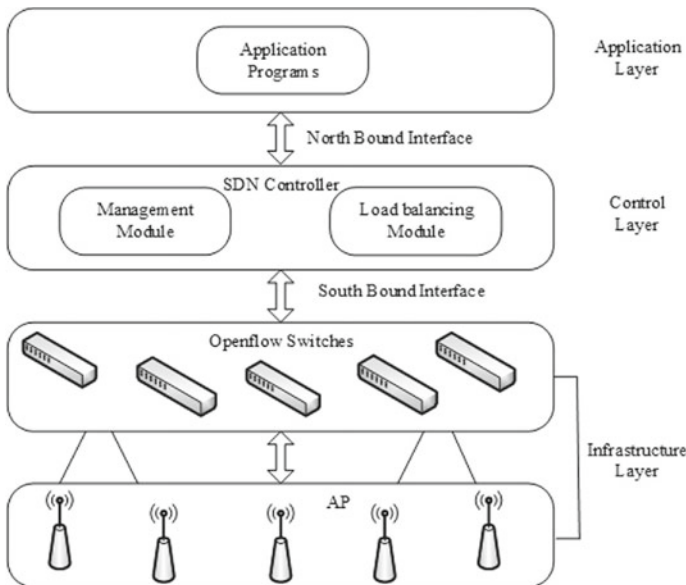 Application
Programs
Application
Layer
North Bound Interface
SDN Controller
Management
Module
Load balancing
Module
Control
Layer
South Bound Interface
Openflow Switches
Infrastructure
Layer
AP